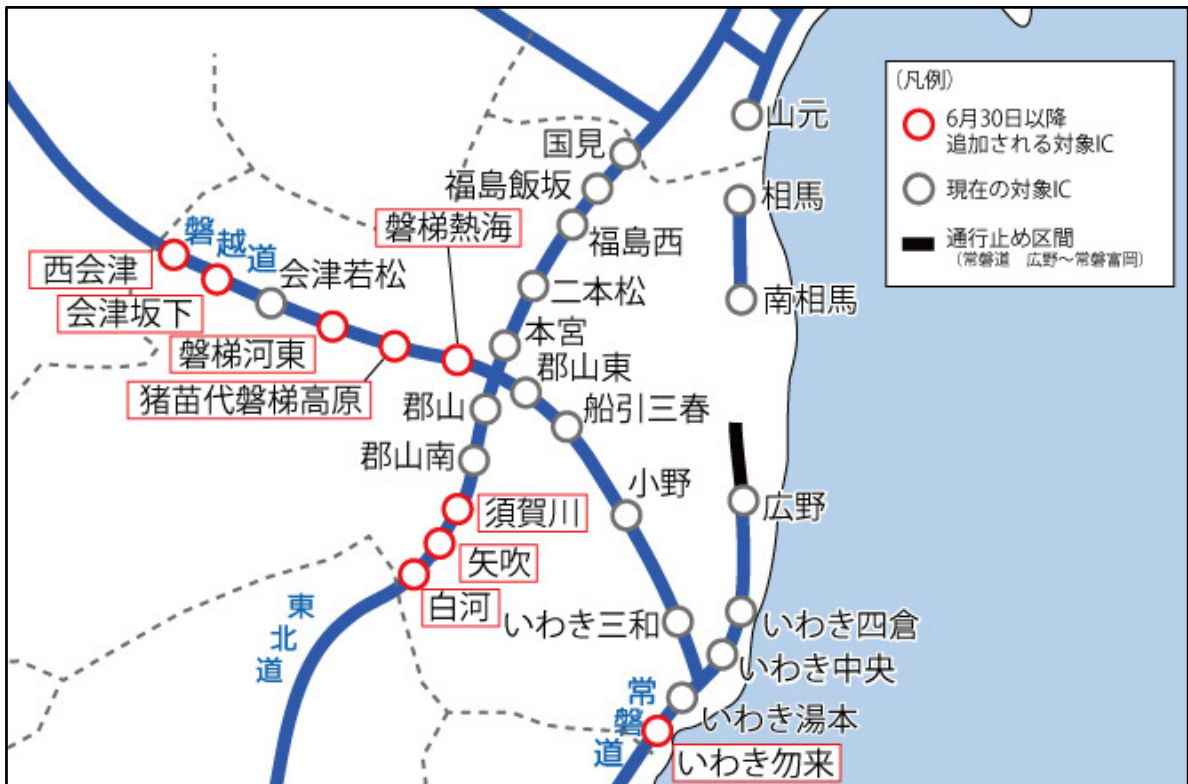 (凡例)
6月30日以降
追加される対象IC
現在の対象IC
通行止め区間
(常磐道 広野~常磐富岡)
山元
国見
福島飯坂
相馬
磐梯熱海
福島西
磐越道
西会津
会津若松
二本松
南相馬
会津坂下
本宮
磐梯河東
郡山東
猪苗代磐梯高原
郡山
船引三春
郡山南
小野
広野
須賀川
矢吹
白河
東北道
いわき三和
いわき四倉
いわき中央
常磐道
いわき湯本
いわき勿来